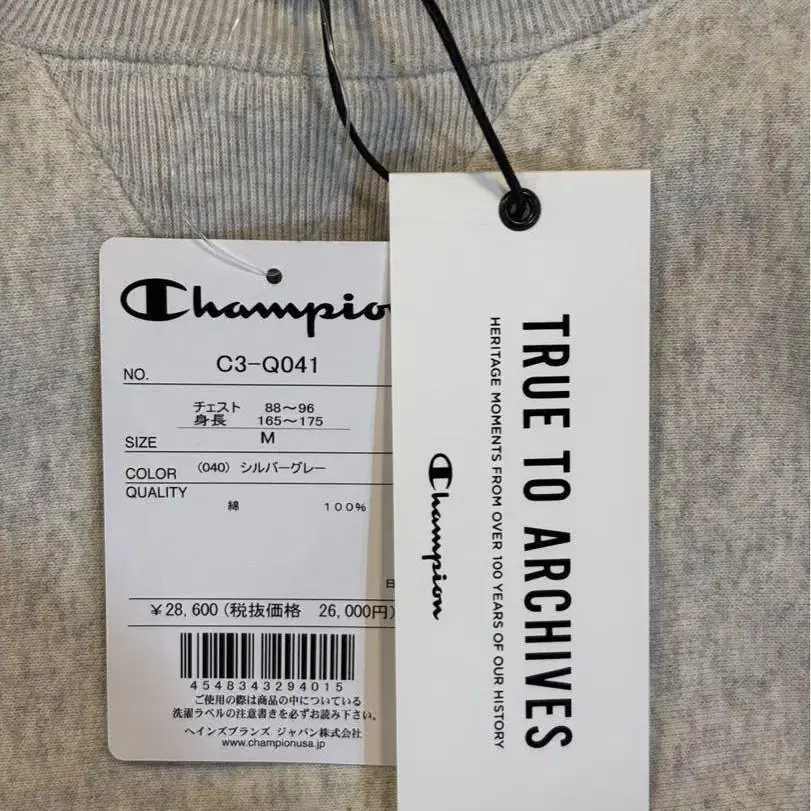 Champio
NO. C3-Q041
チェスト 88～96
身長 165～175
SIZE M
COLOR (040) シルバーグレー
QUALITY
綿 100%
日
￥28,600(税抜価格 26,000円)
4548343294015
ご使用の際は商品の中についている
洗濯ラベルの注意書きを必ずお読み下さい。
ヘインズブランズ ジャパン株式会社
www.championusa.jp
TRUE TO ARCHIVES
HERITAGE MOMENTS FROM OVER 100 YEARS OF OUR HISTORY
Champion